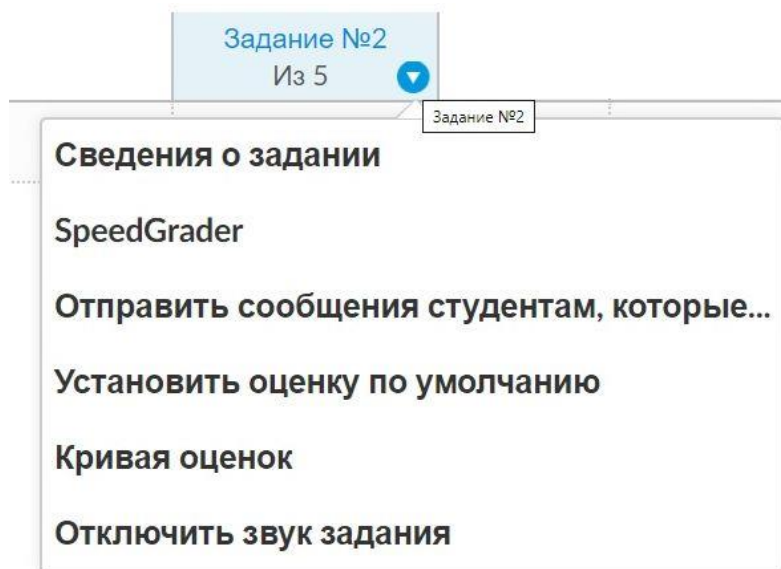 Задание №2
Из 5
Задание №2
Сведения о задании
SpeedGrader
Отправить сообщения студентам, которые...
Установить оценку по умолчанию
Кривая оценок
Отключить звук задания